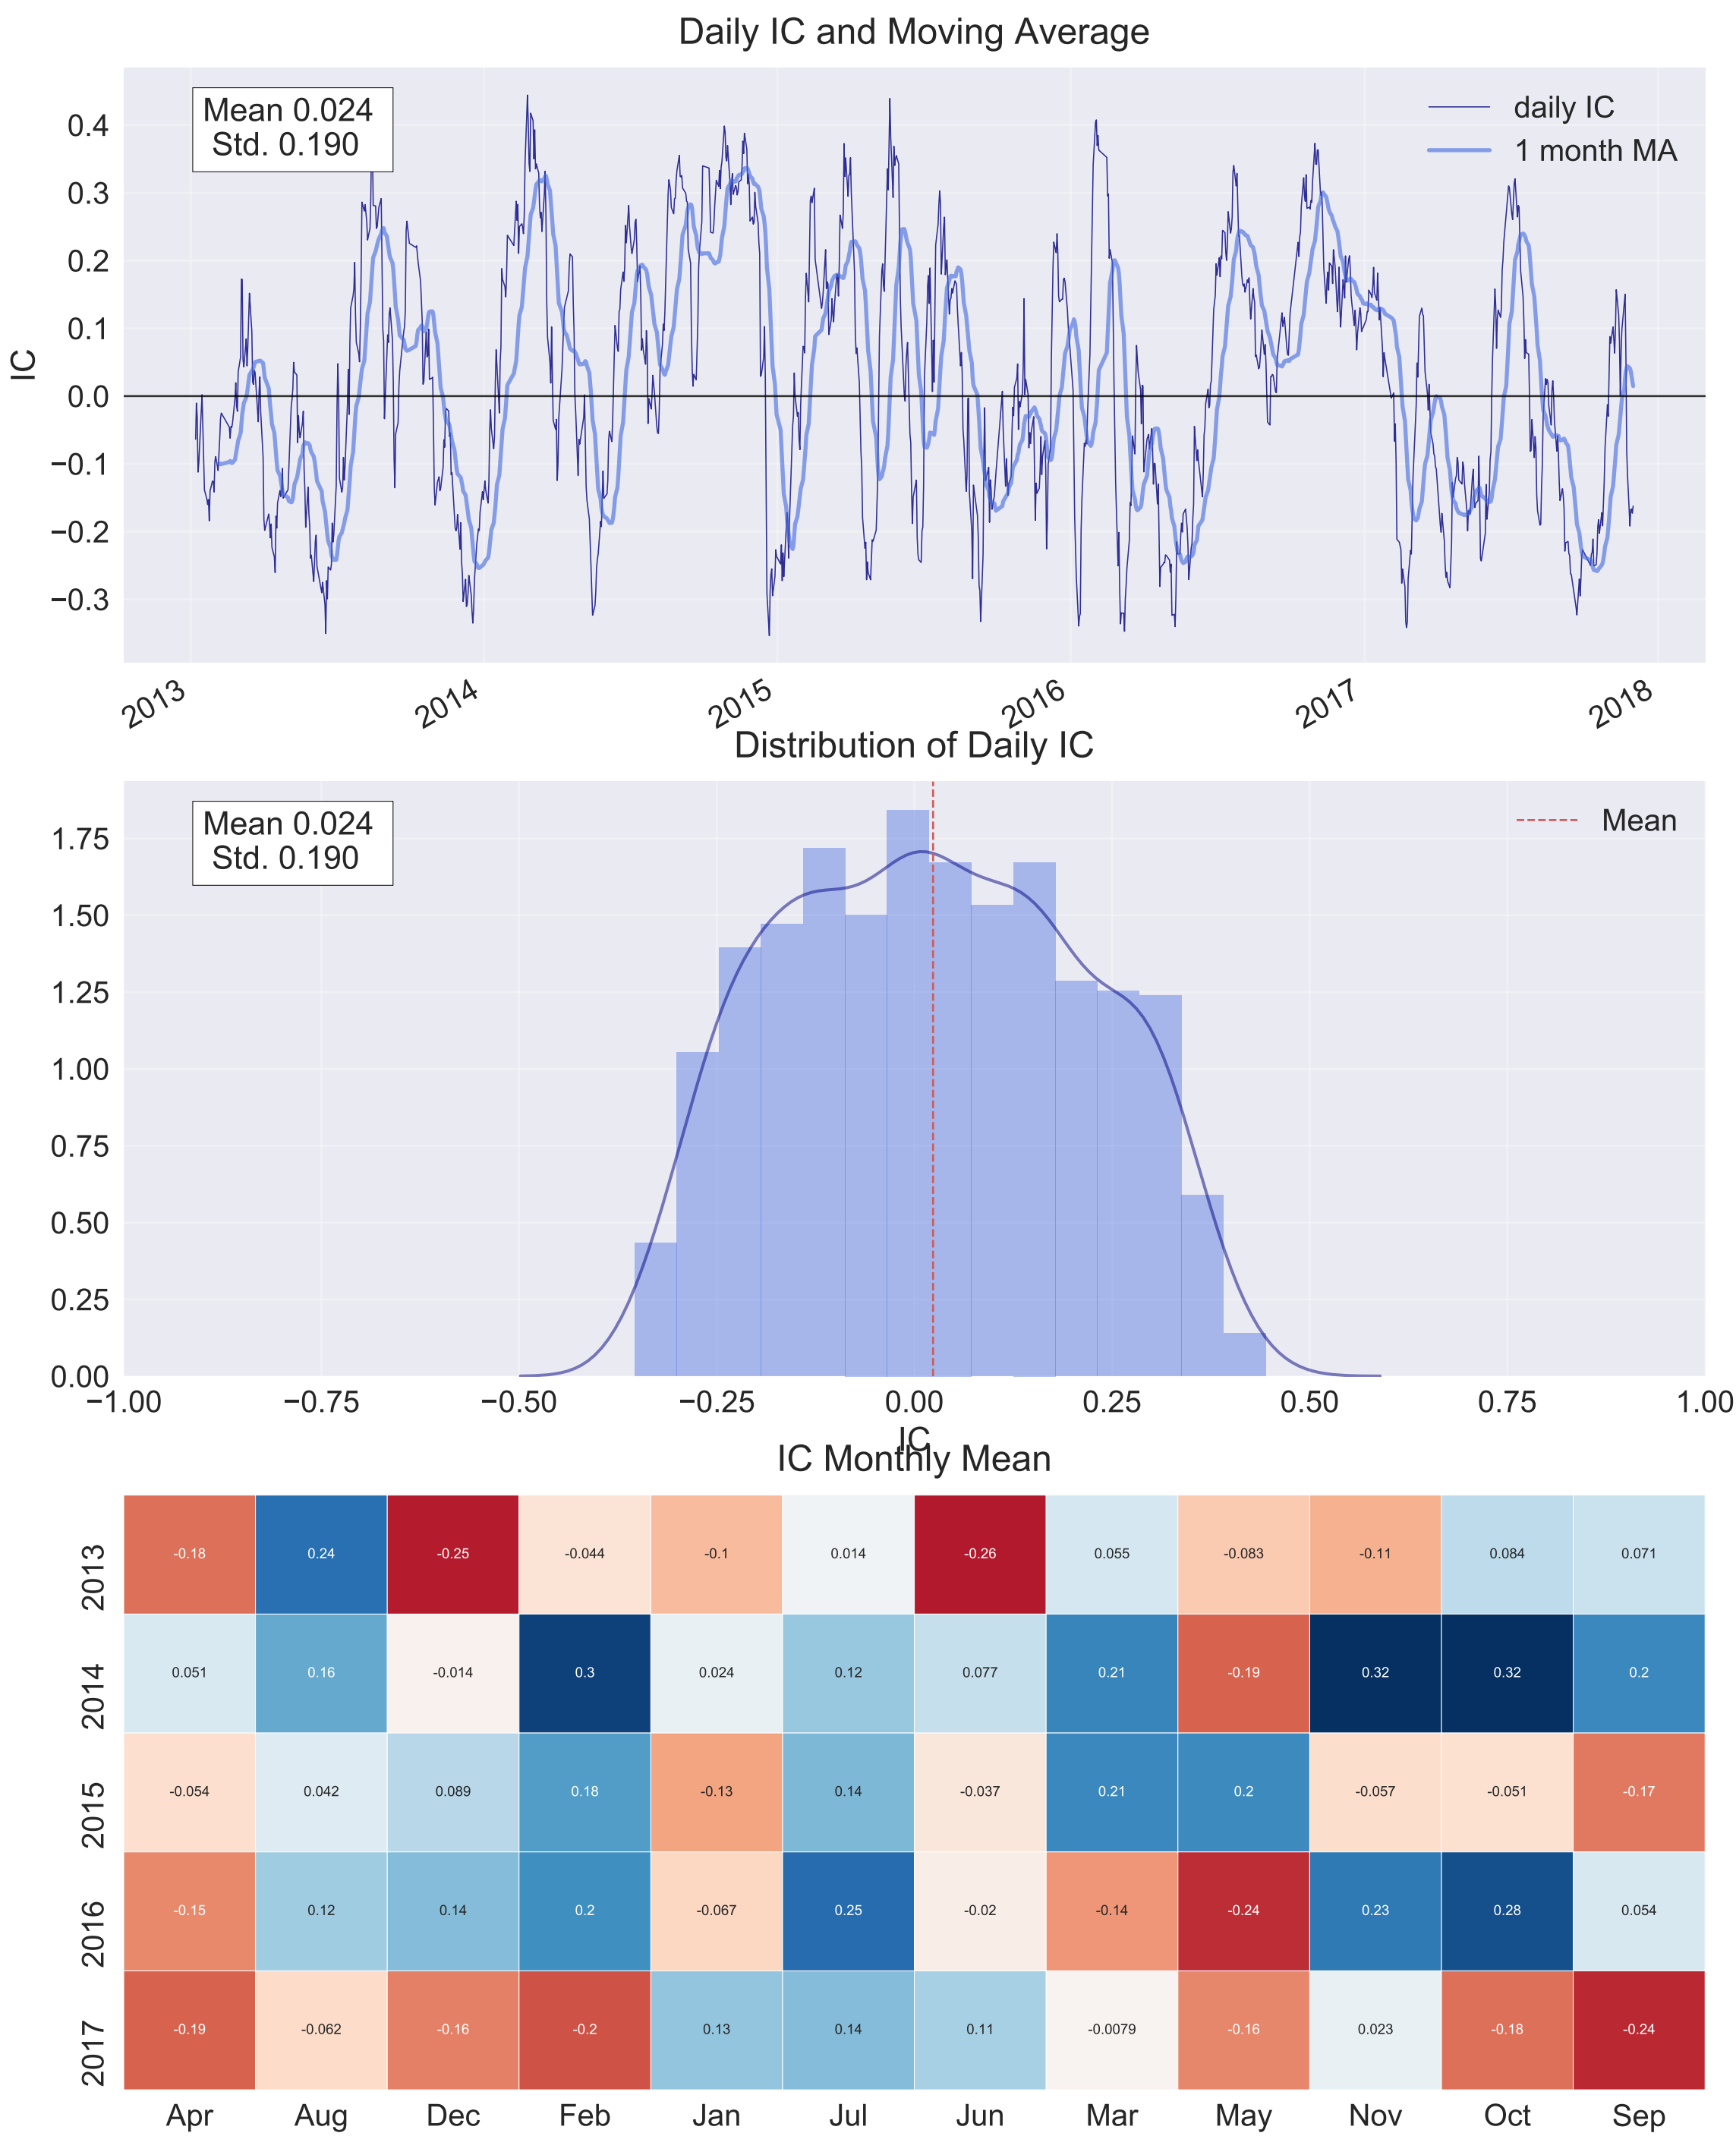 Daily IC and Moving Average
Mean 0.024
Std. 0.190
daily IC
1 month MA
IC
0.4
0.3
0.2
0.1
0.0
−0.1
−0.2
−0.3
2013 2014 2015 2016 2017 2018
Distribution of Daily IC
Mean 0.024
Std. 0.190
Mean
1.75
1.50
1.25
1.00
0.75
0.50
0.25
0.00
−1.00 −0.75 −0.50 −0.25 0.00 0.25 0.50 0.75 1.00
IC
IC Monthly Mean
2013 -0.18 0.24 -0.25 -0.044 -0.1 0.014 -0.26 0.055 -0.083 -0.11 0.084 0.071
2014 0.051 0.16 -0.014 0.3 0.024 0.12 0.077 0.21 -0.19 0.32 0.32 0.2
2015 -0.054 0.042 0.089 0.18 -0.13 0.14 -0.037 0.21 0.2 -0.057 -0.051 -0.17
2016 -0.15 0.12 0.14 0.2 -0.067 0.25 -0.02 -0.14 -0.24 0.23 0.28 0.054
2017 -0.19 -0.062 -0.16 -0.2 0.13 0.14 0.11 -0.0079 -0.16 0.023 -0.18 -0.24
Apr Aug Dec Feb Jan Jul Jun Mar May Nov Oct Sep